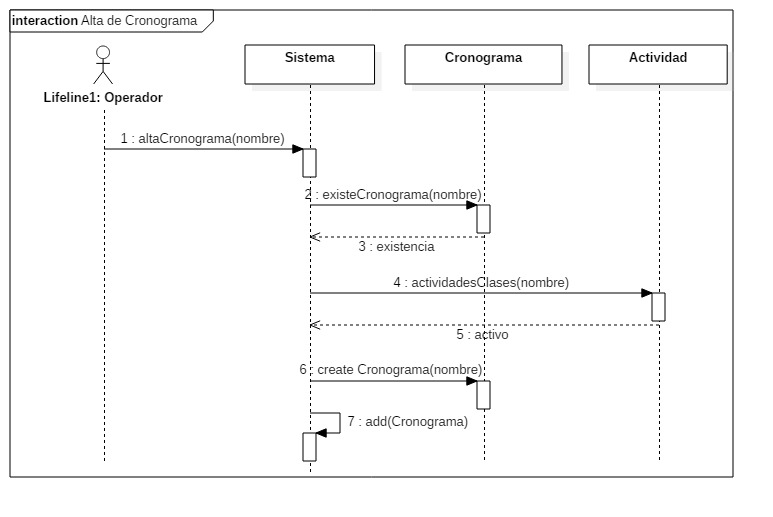 interaction Alta de Cronograma
Sistema
Cronograma
Actividad
Lifeline1: Operador
1 : altaCronograma(nombre)
2 : existeCronograma(nombre)
3 : existencia
4 : actividadesClases(nombre)
5 : activo
6 : create Cronograma(nombre)
7 : add(Cronograma)